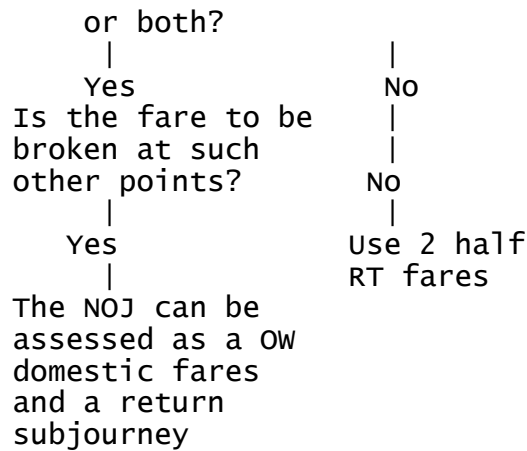 or both?
|                    |
Yes                  No
Is the fare to be    |
broken at such       |
other points?       No
|                    |
Yes               Use 2 half
|                 RT fares
The NOJ can be
assessed as a OW
domestic fares
and a return
subjourney